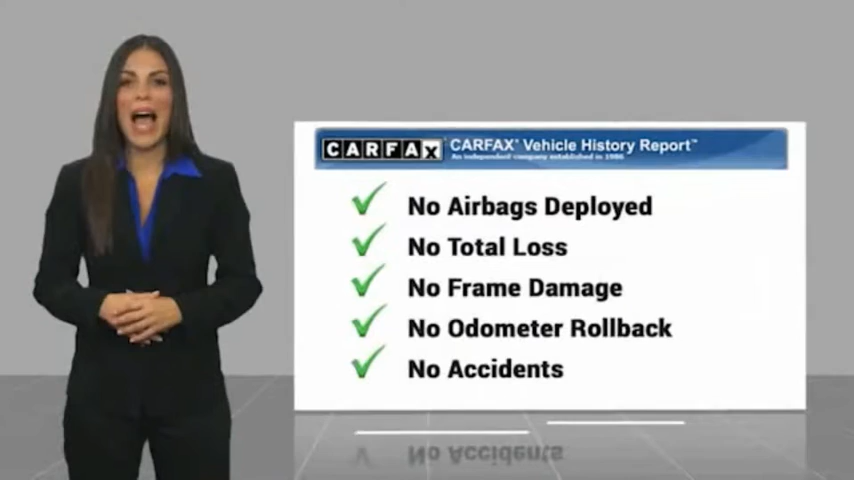 CARFAX CARFAX Vehicle History Report™
An independent company established in 1986
No Airbags Deployed
No Total Loss
No Frame Damage
No Odometer Rollback
No Accidents
No Accidents